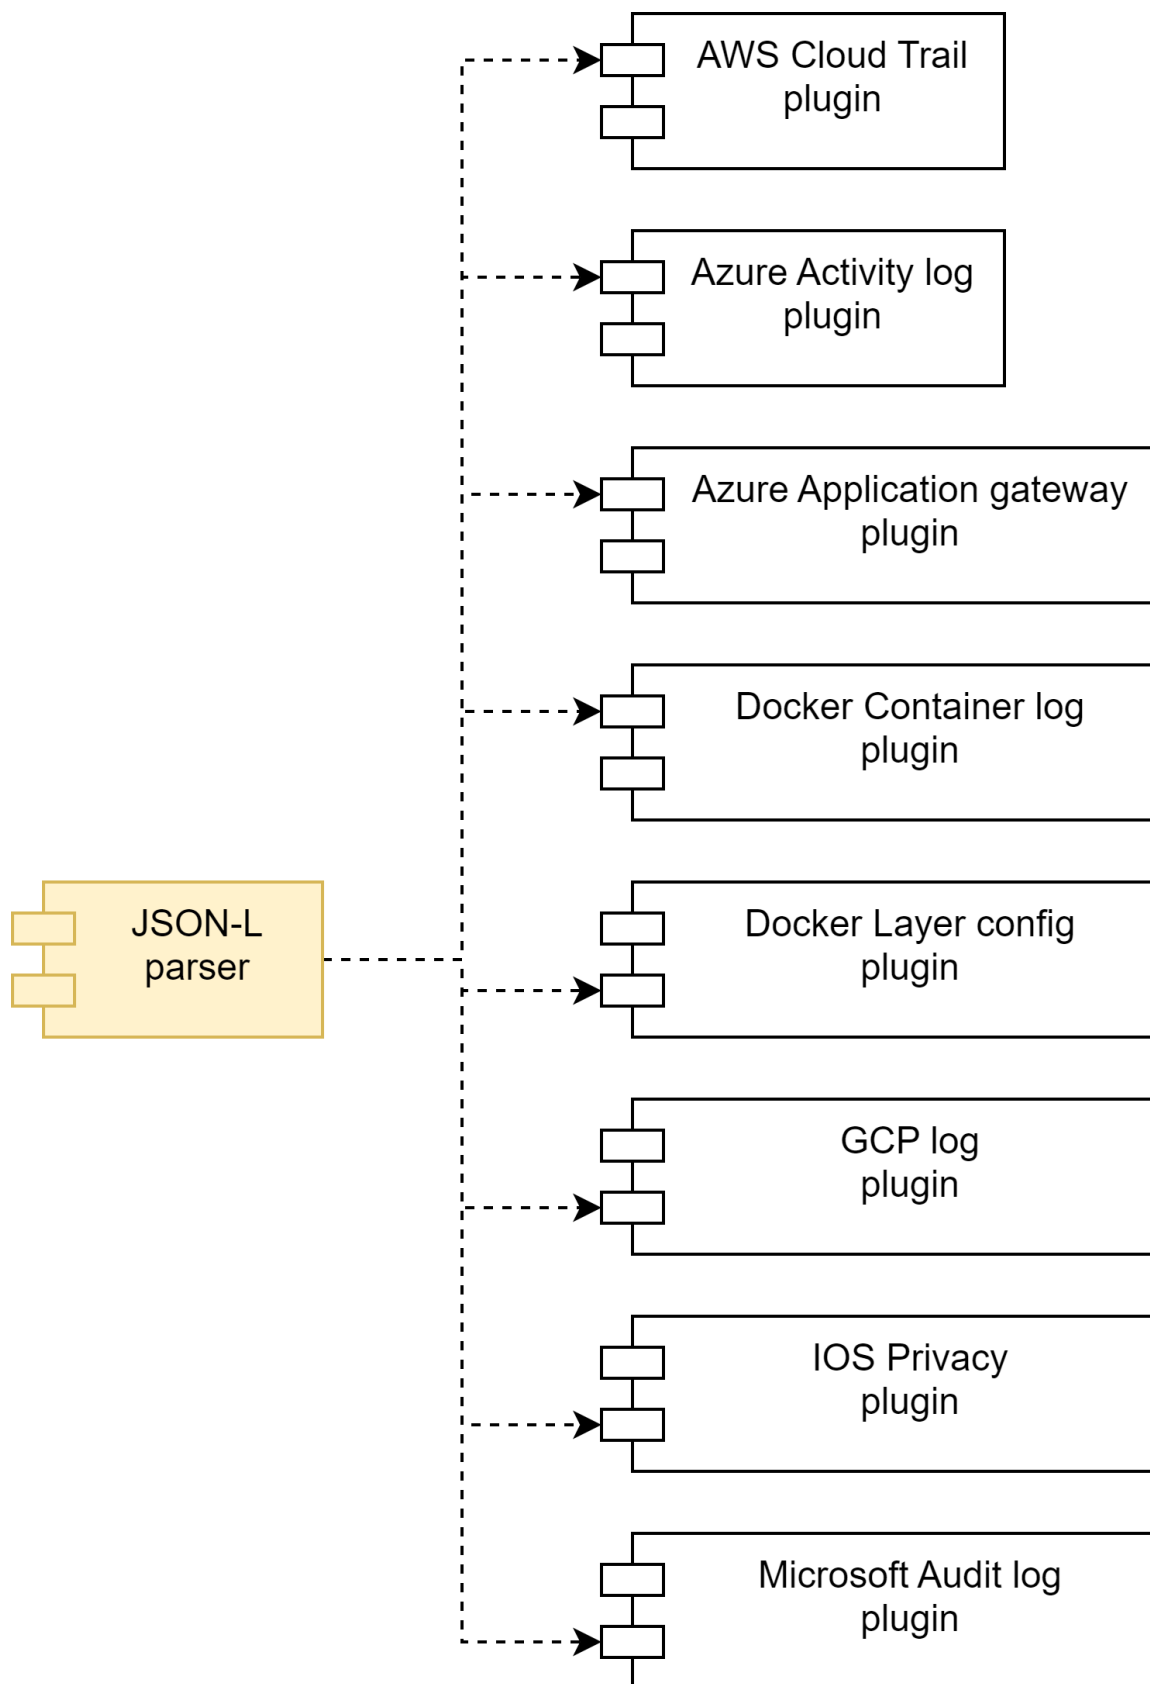 AWS Cloud Trail
plugin
Azure Activity log
plugin
Azure Application gateway
plugin
Docker Container log
plugin
JSON-L
parser
Docker Layer config
plugin
GCP log
plugin
IOS Privacy
plugin
Microsoft Audit log
plugin